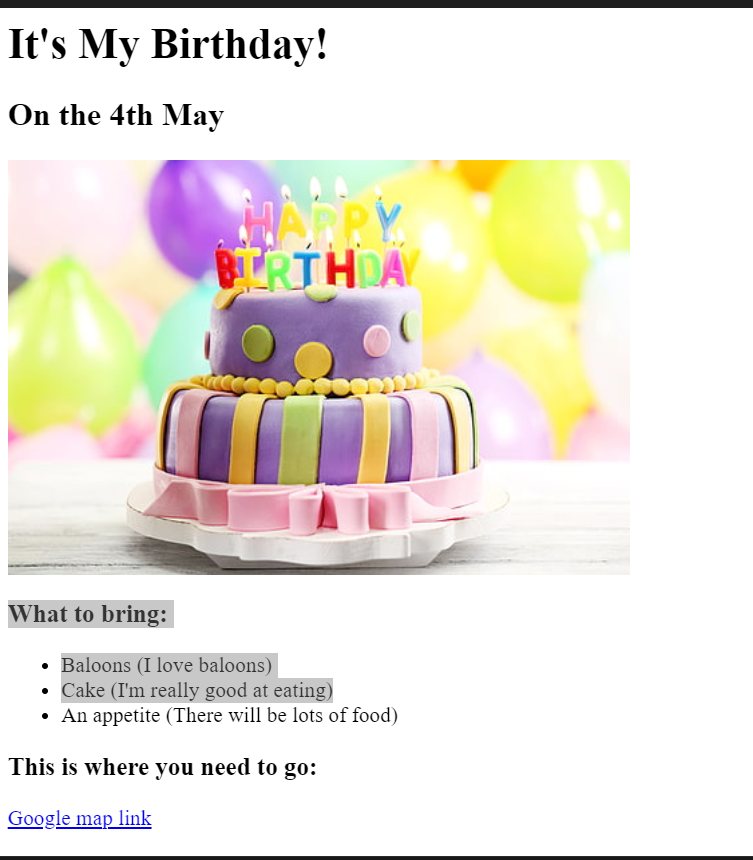 It's My Birthday!
On the 4th May
HAPPY
BIRTHDAY
What to bring:
Baloons (I love baloons)
Cake (I'm really good at eating)
An appetite (There will be lots of food)
This is where you need to go:
Google map link